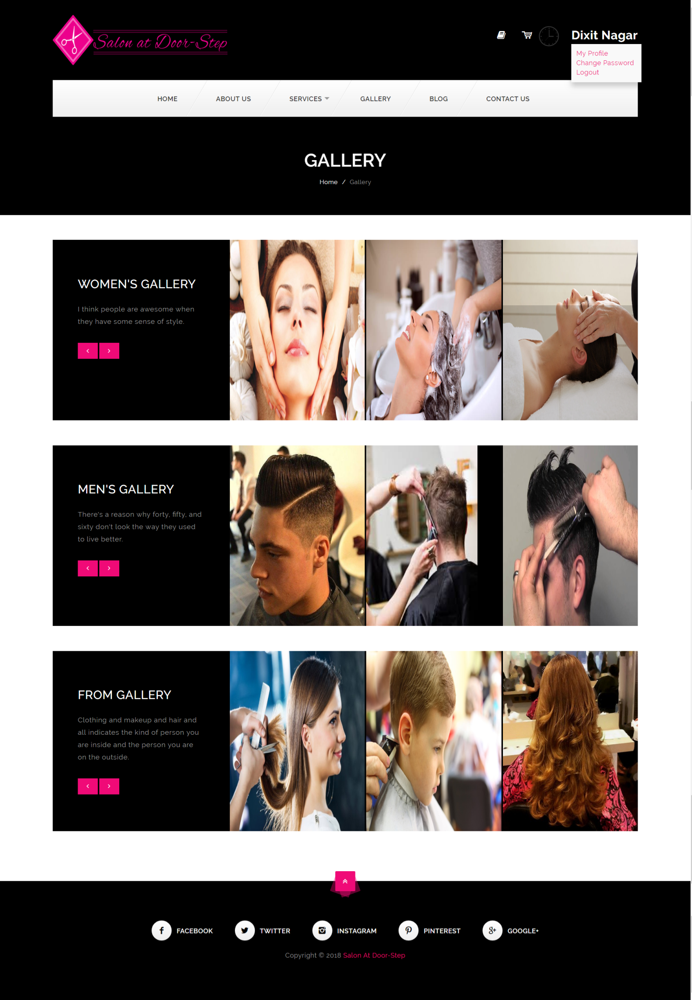 Salon at Door-Step
Dixit Nagar
My Profile
Change Password
Logout
HOME
ABOUT US
SERVICES
GALLERY
BLOG
CONTACT US
GALLERY
Home / Gallery
WOMEN'S GALLERY
I think people are awesome when
they have some sense of style.
MEN'S GALLERY
There's a reason why forty, fifty, and
sixty don't look the way they used
to live better.
FROM GALLERY
Clothing and makeup and hair and
all indicates the kind of person you
are inside and the person you are
on the outside.
FACEBOOK
TWITTER
INSTAGRAM
PINTEREST
GOOGLE+
Copyright © 2018 Salon At Door-Step